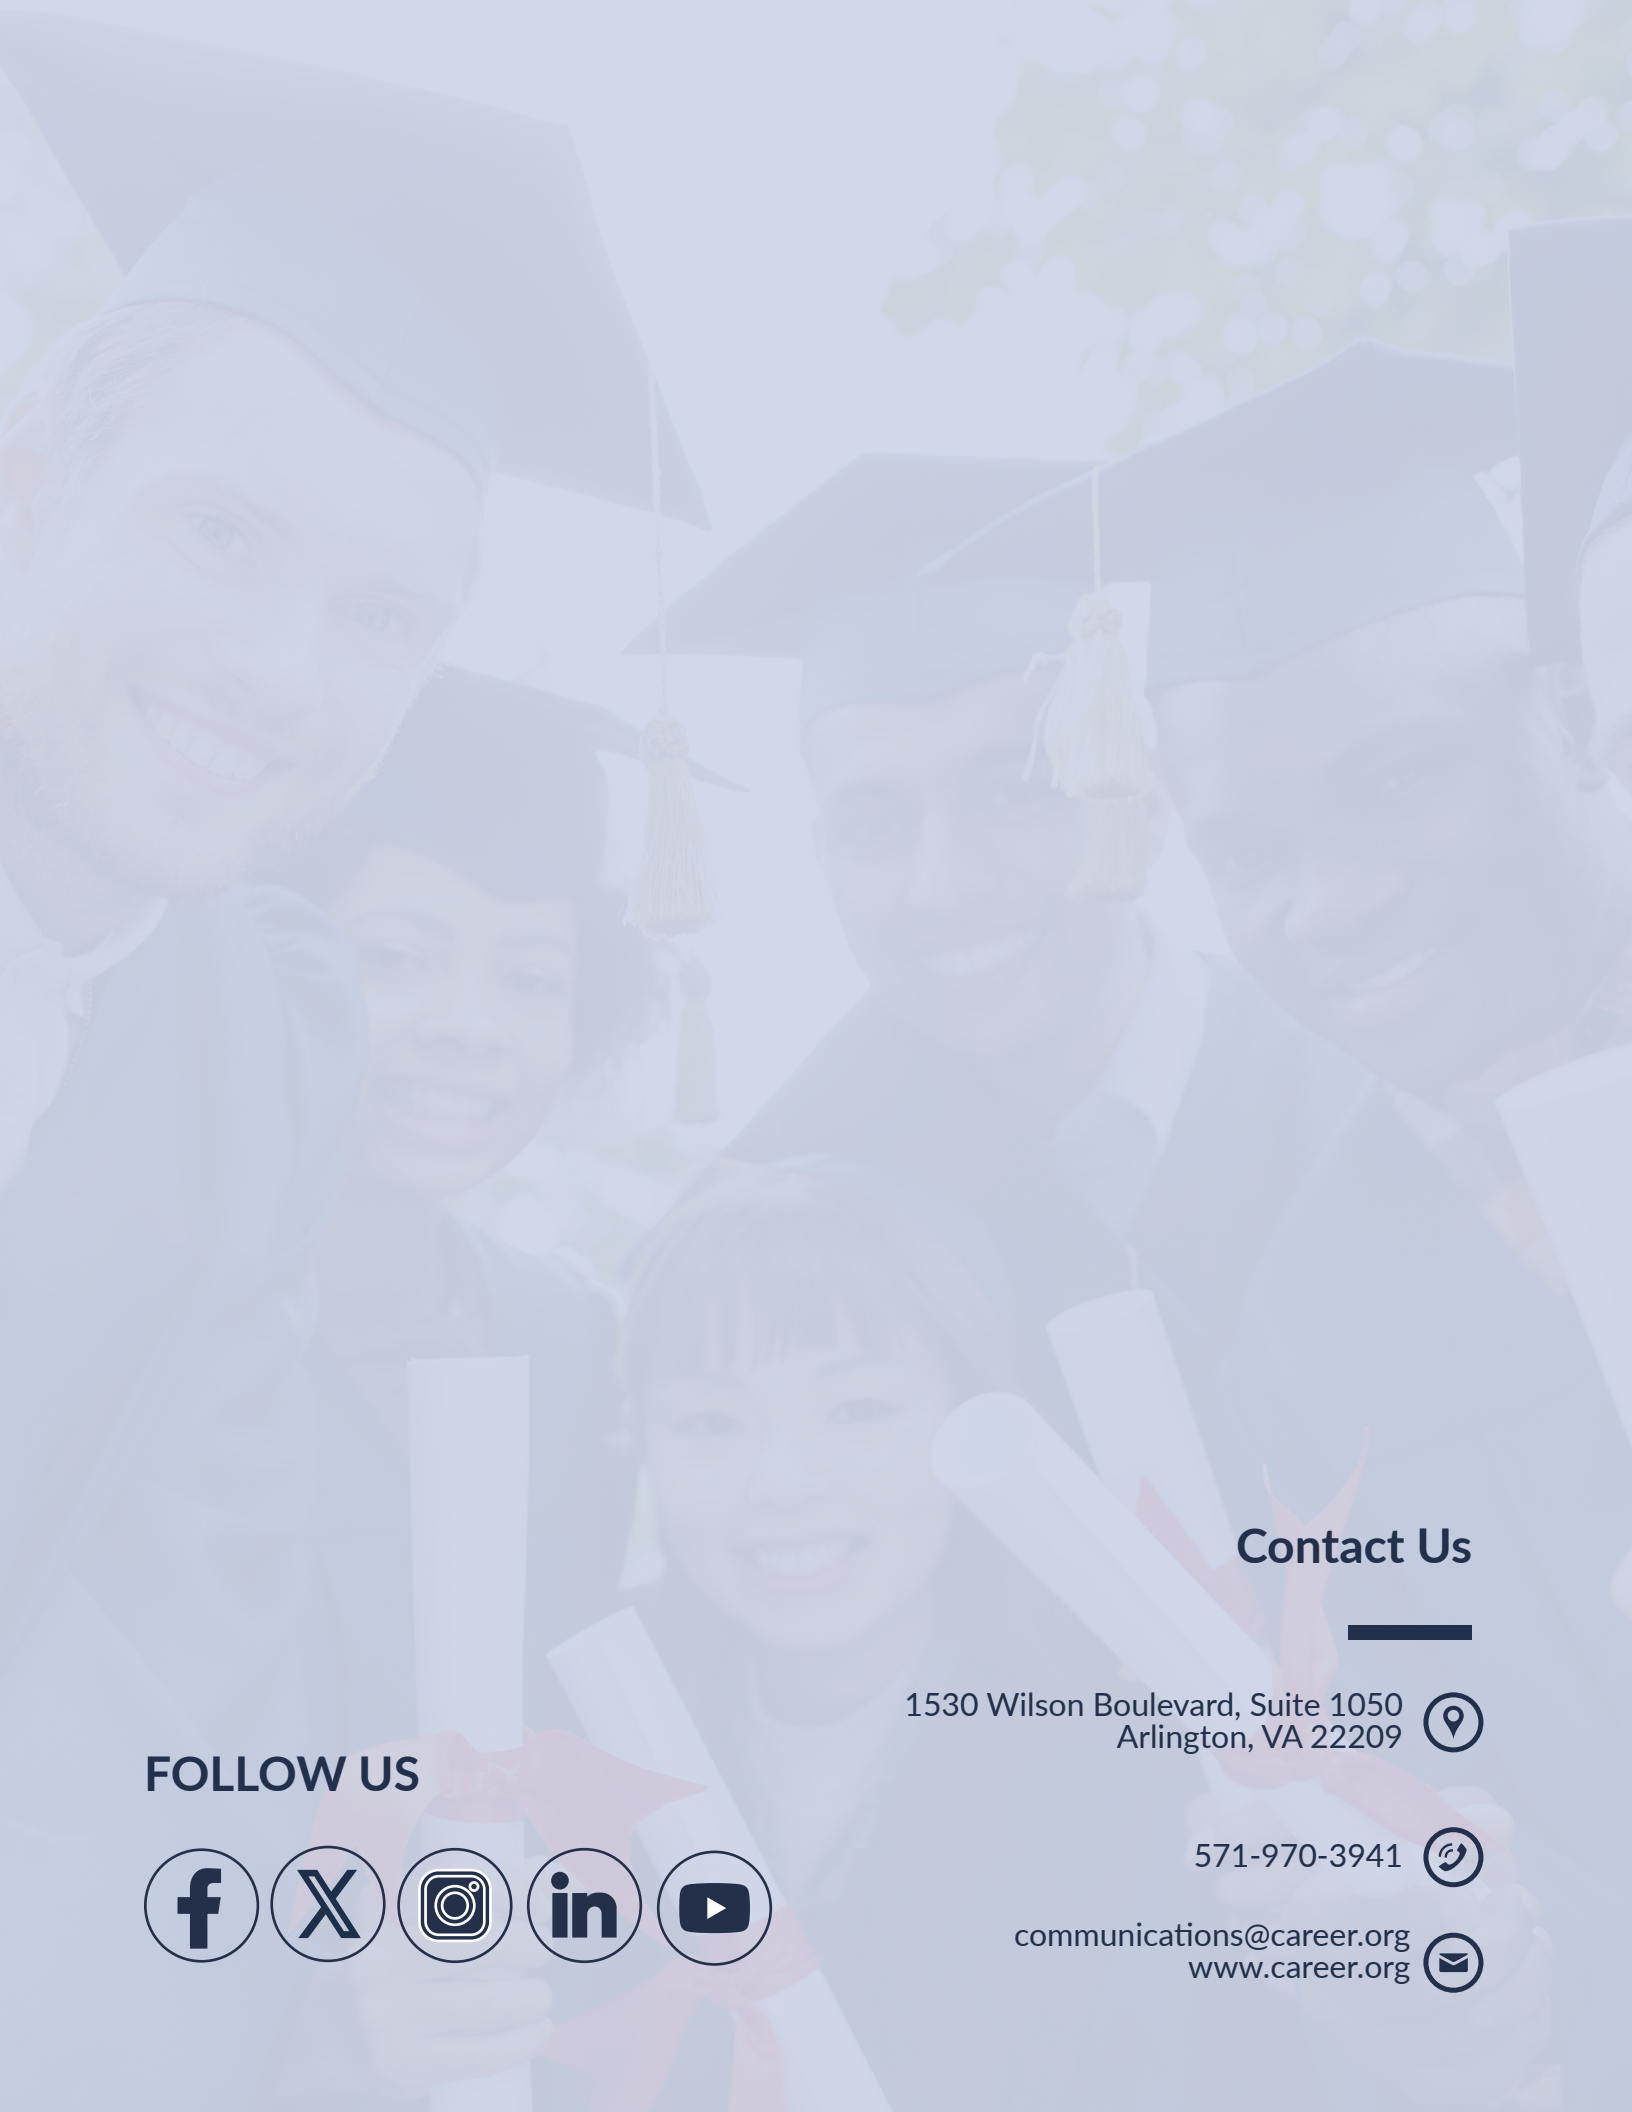 Contact Us
1530 Wilson Boulevard, Suite 1050
Arlington, VA 22209
571-970-3941
communications@career.org
www.career.org
FOLLOW US